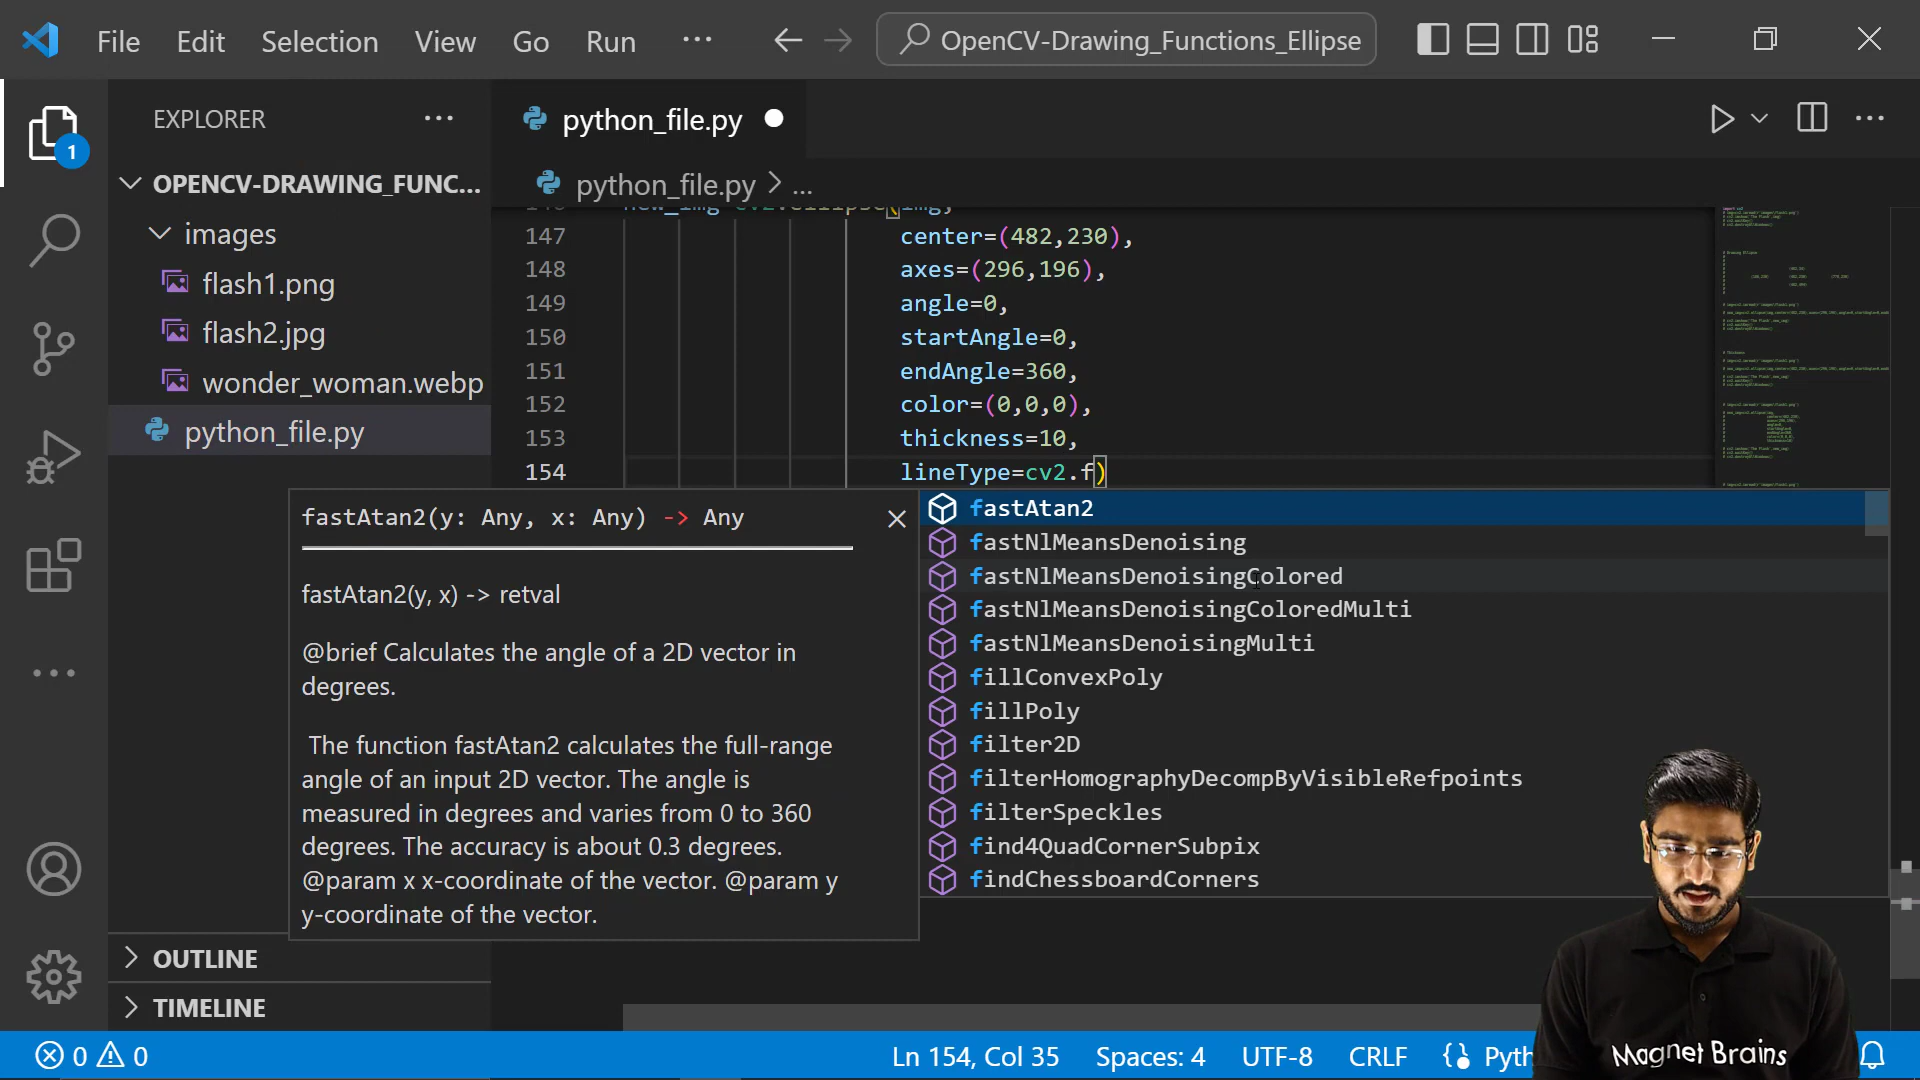 File Edit Selection View Go Run ...
OpenCV-Drawing_Functions_Ellipse
EXPLORER
python_file.py
OPENCV-DRAWING_FUNC...
python_file.py > ...
images
flash1.png
flash2.jpg
wonder_woman.webp
python_file.py
1
147 center=(482,230),
148 axes=(296,196),
149 angle=0,
150 startAngle=0,
151 endAngle=360,
152 color=(0,0,0),
153 thickness=10,
154 lineType=cv2.f)
fastAtan2(y: Any, x: Any) -> Any
fastAtan2(y, x) -> retval
@brief Calculates the angle of a 2D vector in
degrees.
The function fastAtan2 calculates the full-range
angle of an input 2D vector. The angle is
measured in degrees and varies from 0 to 360
degrees. The accuracy is about 0.3 degrees.
@param x x-coordinate of the vector. @param y
y-coordinate of the vector.
fastAtan2
fastNlMeansDenoising
fastNlMeansDenoisingColored
fastNlMeansDenoisingColoredMulti
fastNlMeansDenoisingMulti
fillConvexPoly
fillPoly
filter2D
filterHomographyDecompByVisibleRefpoints
filterSpeckles
find4QuadCornerSubpix
findChessboardCorners
OUTLINE
TIMELINE
0 0
Ln 154, Col 35 Spaces: 4 UTF-8 CRLF
Magnet Brains